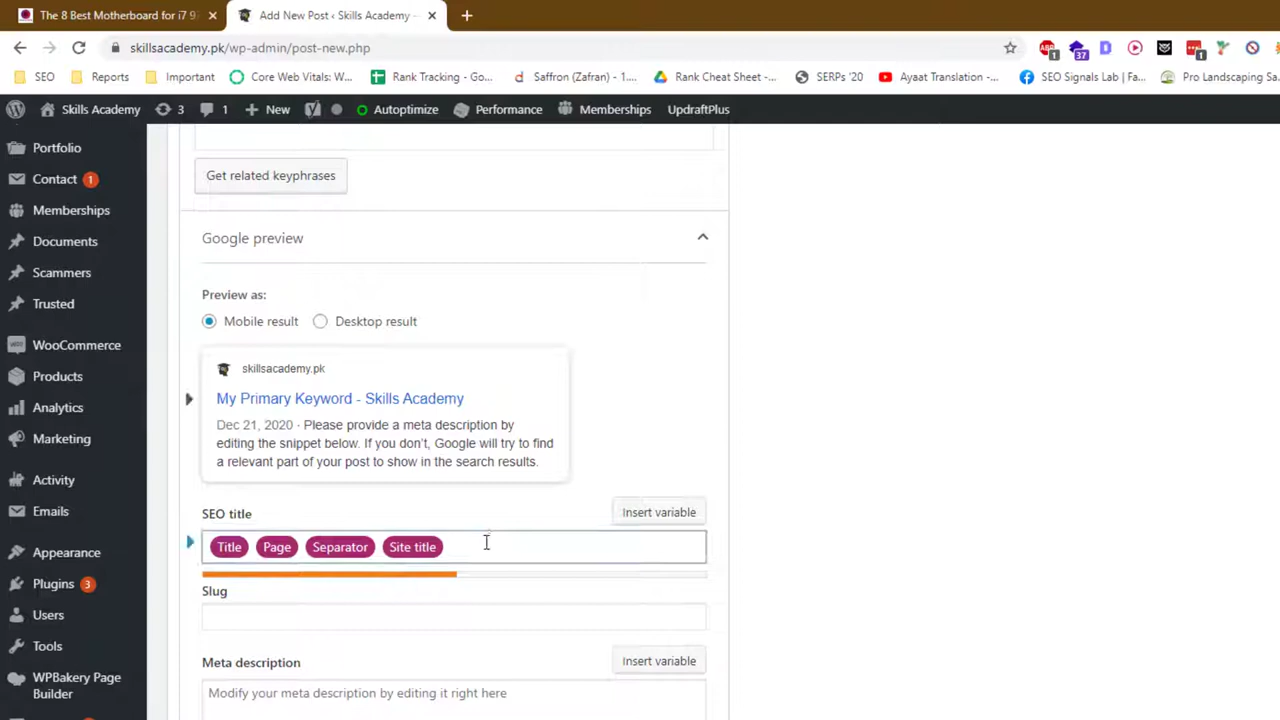 The 8 Best Motherboard for i7 9
Add New Post ‹ Skills Academy —
skillsacademy.pk/wp-admin/post-new.php
1
37
1
SEO
Reports
Important
Core Web Vitals: W...
Rank Tracking - Go...
Saffron (Zafran) - 1....
Rank Cheat Sheet -...
SERPs '20
Ayaat Translation -...
SEO Signals Lab | Fa...
Pro Landscaping Sa
Skills Academy
3
1
New
Autoptimize
Performance
Memberships
UpdraftPlus
Portfolio
Contact 1
Memberships
Documents
Scammers
Trusted
WooCommerce
Products
Analytics
Marketing
Activity
Emails
Appearance
Plugins 3
Users
Tools
WPBakery Page
Builder
Get related keyphrases
Google preview
Preview as:
Mobile result
Desktop result
skillsacademy.pk
My Primary Keyword - Skills Academy
Dec 21, 2020 · Please provide a meta description by
editing the snippet below. If you don't, Google will try to find
a relevant part of your post to show in the search results.
SEO title
Insert variable
Title Page Separator Site title
Slug
Meta description
Insert variable
Modify your meta description by editing it right here